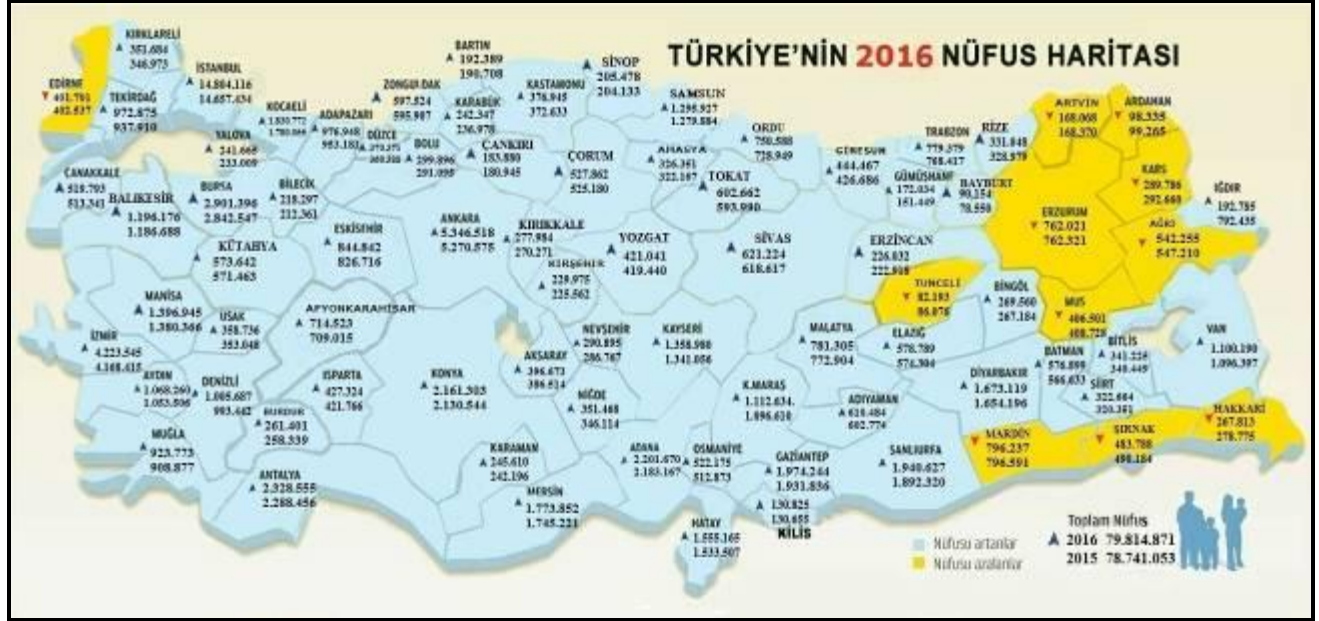 TÜRKİYE'NİN 2016 NÜFUS HARİTASI
KIRKLARELİ
351.684
346.973
EDİRNE
401.701
402.537
TEKİRDAĞ
972.875
937.910
İSTANBUL
14.804.116
14.657.434
KOCAELİ
1.830.772
YALOVA
241.665
233.009
ADAPAZARI
976.948
DÜZCE
ZONGULDAK
597.524
595.907
BARTIN
192.389
190.708
KARABÜK
242.347
236.978
KASTAMONU
376.945
372.633
SİNOP
205.478
204.133
SAMSUN
1.295.927
1.279.884
BOLU
299.896
291.095
ÇANKIRI
183.880
180.945
ÇORUM
527.862
525.180
AMASYA
326.351
322.167
TOKAT
602.662
593.990
ORDU
750.588
728.949
GİRESUN
444.467
426.686
TRABZON
779.379
768.417
RİZE
331.048
328.979
ARTVİN
168.068
168.370
ARDAHAN
98.335
99.265
GÜMÜŞHANE
172.034
151.449
BAYBURT
90.154
78.550
KARS
289.786
292.660
IĞDIR
192.785
792.435
ERZURUM
762.021
762.321
AĞRI
542.255
547.210
ÇANAKKALE
519.793
513.341
BALIKESİR
1.196.176
1.186.688
BURSA
2.901.396
2.842.547
BİLECİK
218.297
212.361
KÜTAHYA
573.642
571.463
ESKİSEHİR
844.842
826.716
ANKARA
5.346.518
5.270.575
KIRIKKALE
277.984
270.271
KIRŞEHİR
229.975
225.562
YOZGAT
421.041
419.440
SİVAS
621.224
618.617
ERZİNCAN
226.032
222.918
TUNCELİ
82.193
86.076
BİNGÖL
269.560
267.184
MUS
406.501
408.728
MANİSA
1.396.945
1.380.366
USAK
358.736
353.048
AFYONKARAHİSAR
714.523
709.015
İZMİR
4.223.545
4.168.415
AYDIN
1.068.260
1.053.506
DENİZLİ
1.005.687
993.442
ISPARTA
427.324
421.766
BURDUR
261.401
258.339
MUĞLA
923.773
908.877
ANTALYA
2.328.555
2.288.456
KONYA
2.161.303
2.130.544
AKSARAY
396.673
386.514
NEVŞEHİR
290.895
286.767
KAYSERİ
1.358.980
1.341.056
NİĞDE
351.468
346.114
KARAMAN
245.610
242.196
MERSİN
1.773.852
1.745.221
ADANA
2.201.670
2.183.167
OSMANİYE
522.175
512.873
K.MARAŞ
1.112.634
1.096.610
MALATYA
781.305
772.904
ELAZIĞ
578.789
574.304
ADIYAMAN
610.484
602.774
GAZİANTEP
1.974.244
1.931.836
KİLİS
130.825
130.655
HATAY
1.555.165
1.533.507
SANLIURFA
1.940.627
1.892.320
DİYARBAKIR
1.673.119
1.654.196
BATMAN
576.899
566.633
BİTLİS
341.225
340.449
SİİRT
322.664
320.351
VAN
1.100.190
1.096.397
MARDİN
796.237
796.591
SIRNAK
483.788
490.184
HAKKARİ
267.813
278.775
Nüfusu artanlar
Nüfusu azalanlar
Toplam Nüfus
2016 79.814.871
2015 78.741.053